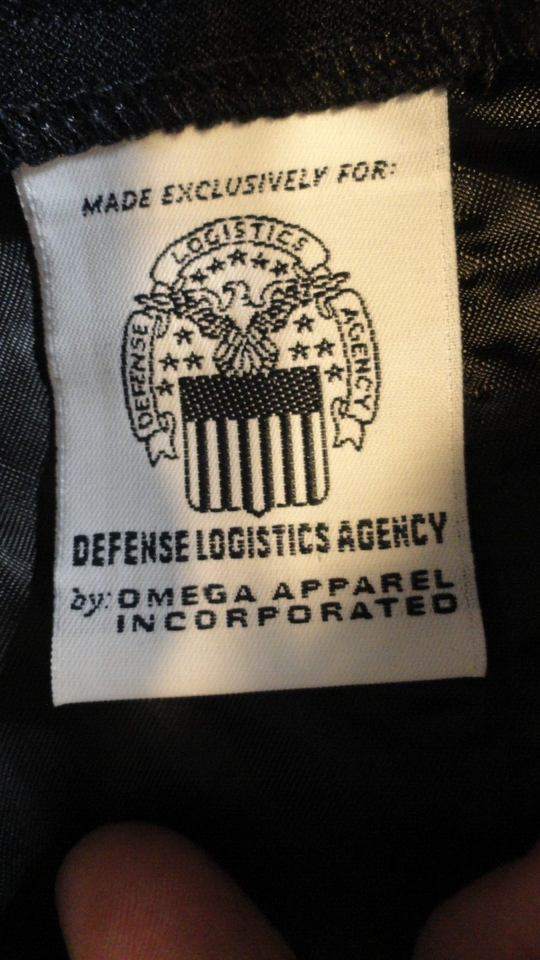 MADE EXCLUSIVELY FOR:
LOGISTICS
DEFENSE
AGENCY
DEFENSE LOGISTICS AGENCY
by: OMEGA APPAREL
INCORPORATED